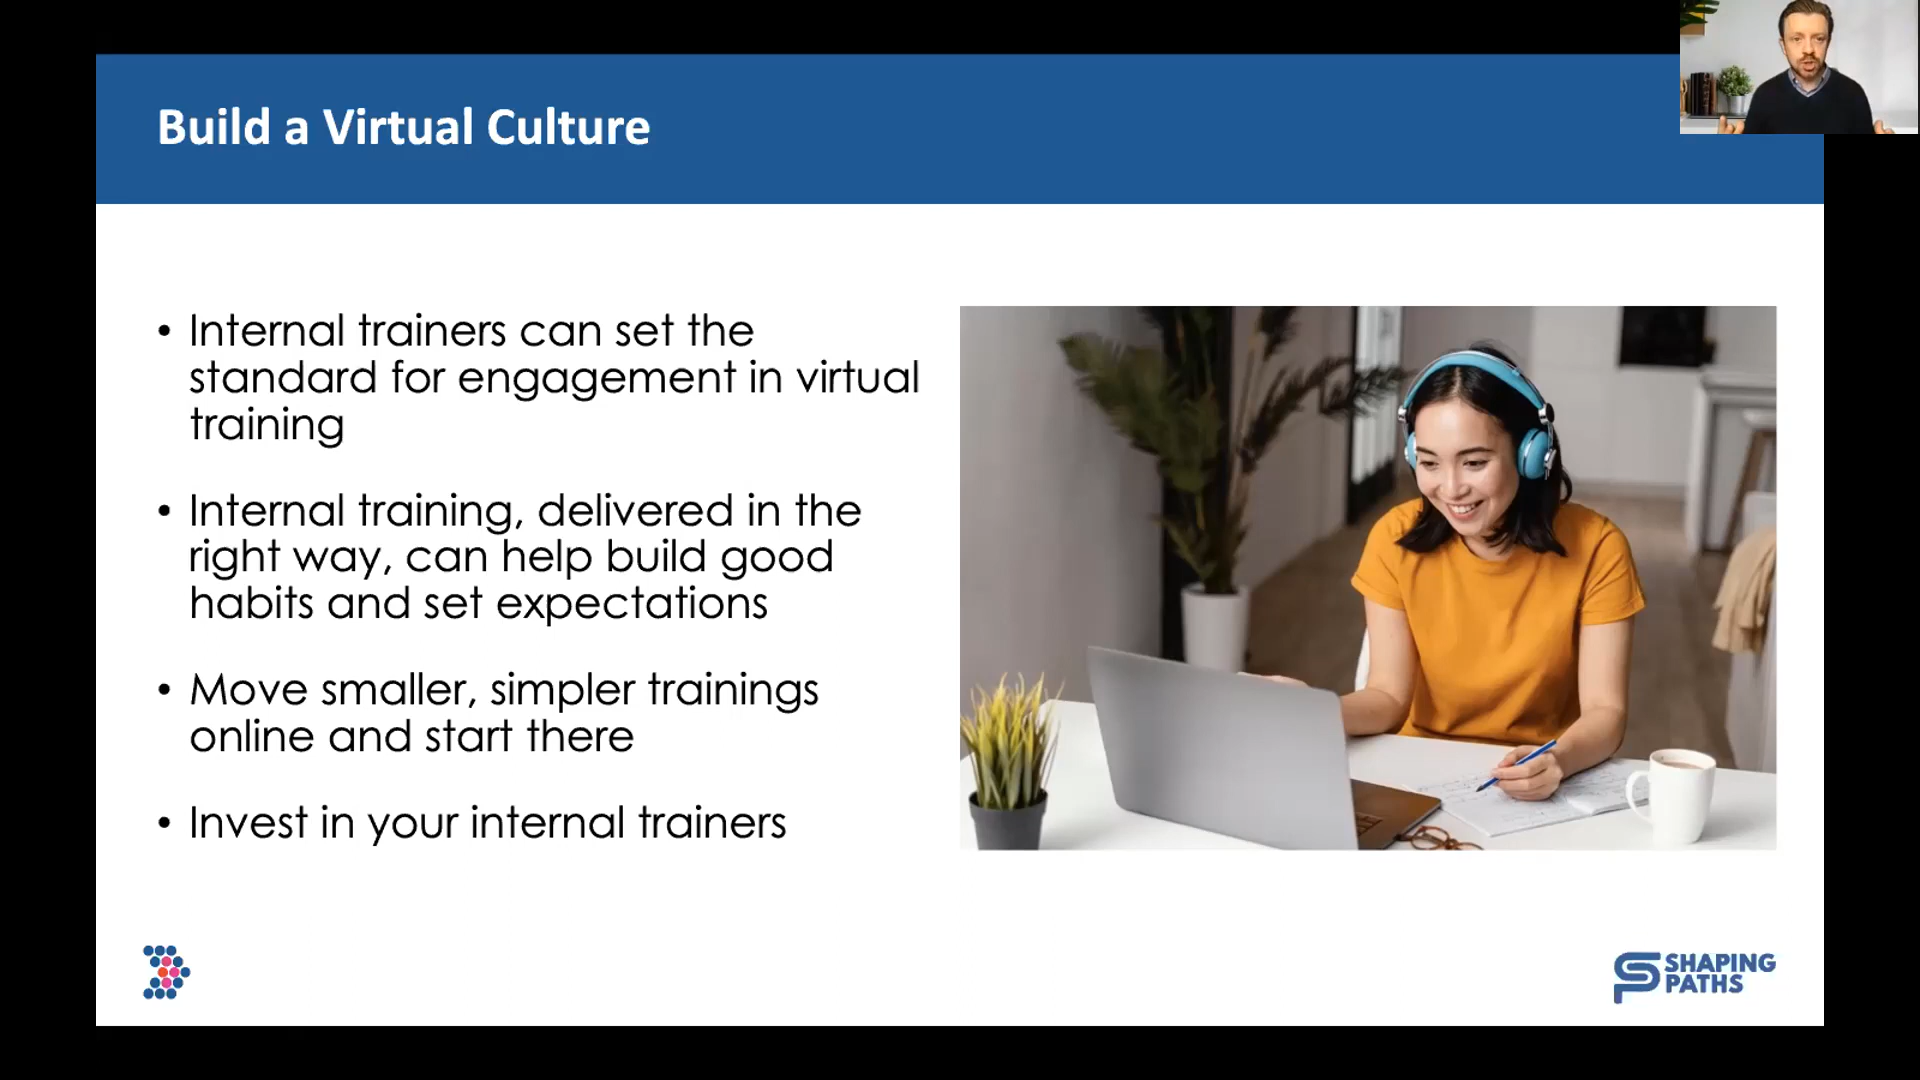 Build a Virtual Culture
• Internal trainers can set the
standard for engagement in virtual
training
• Internal training, delivered in the
right way, can help build good
habits and set expectations
• Move smaller, simpler trainings
online and start there
• Invest in your internal trainers
SHAPING
PATHS